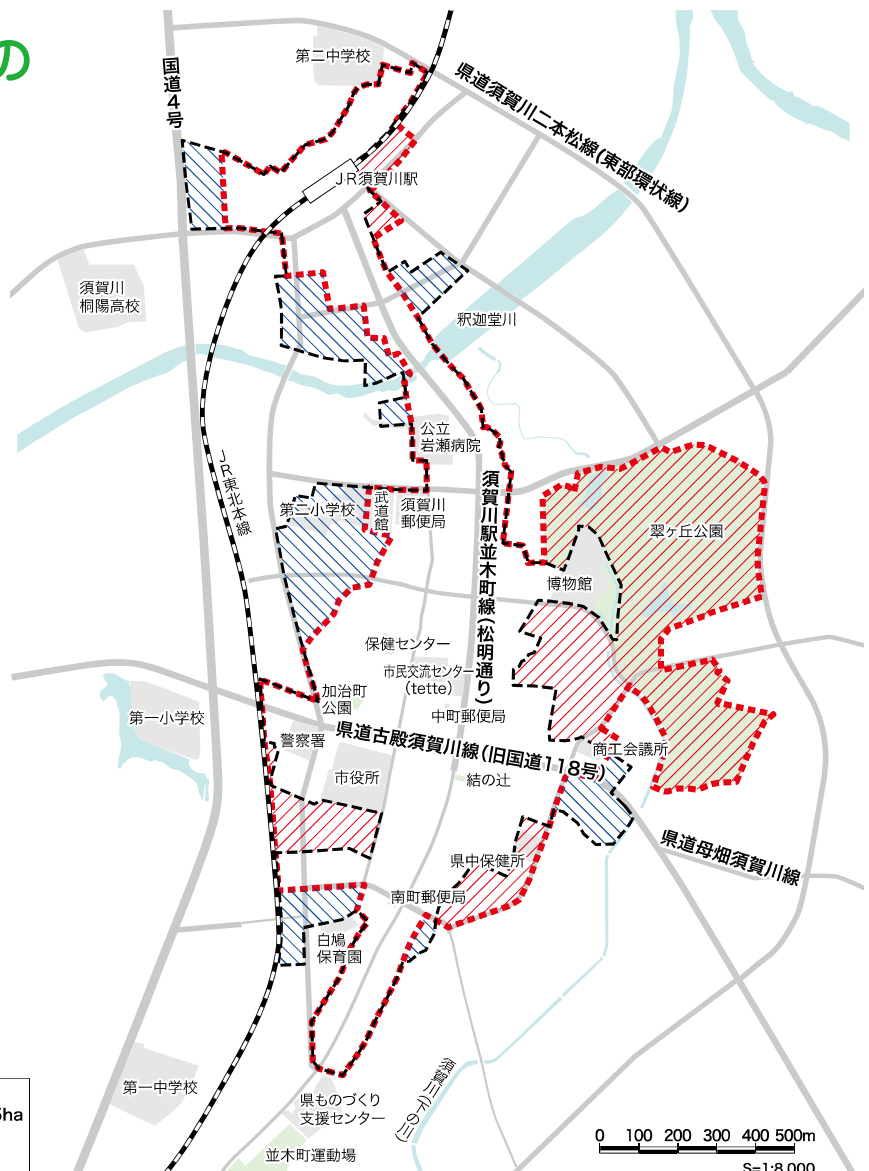 の
第二中学校
国道4号
県道須賀川二本松線(東部環状線)
JR須賀川駅
須賀川
桐陽高校
釈迦堂川
公立
岩瀬病院
JR東北本線
第二小学校
武道館
須賀川
郵便局
須賀川駅並木町線(松明通り)
翠ヶ丘公園
博物館
保健センター
市民交流センター
(tette)
加治町
公園
中町郵便局
第一小学校
警察署
県道古殿須賀川線(旧国道118号)
商工会議所
市役所
結の辻
県道母畑須賀川線
県中保健所
南町郵便局
白鳩
保育園
須賀川(下の川)
第一中学校
県ものづくり
支援センター
並木町運動場
ha
0 100 200 300 400 500m
S=1:8,000